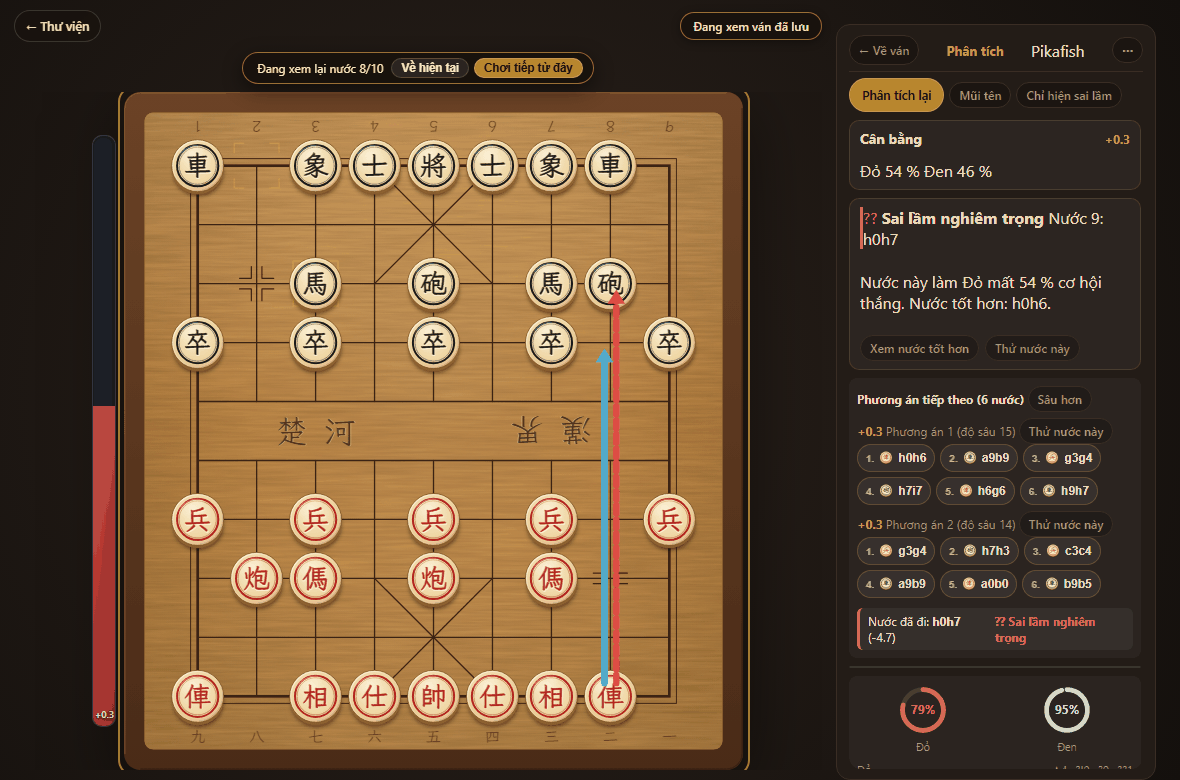 ← Thư viện
Đang xem ván đã lưu
Đang xem lại nước 8/10 Về hiện tại Chơi tiếp từ đây
1 2 3 4 5 6 7 8 9
車 象 士 將 士 象 車
馬 砲 馬 砲
卒 卒 卒 卒 卒
楚 河 漢 界
兵 兵 兵 兵 兵
炮 傌 炮 傌
俥 相 仕 帥 仕 相 俥
九 八 七 六 五 四 三 二 一
+0.3
← Về ván Phân tích Pikafish ...
Phân tích lại Mũi tên Chỉ hiện sai lầm
Cân bằng +0.3
Đỏ 54 % Đen 46 %
?? Sai lầm nghiêm trọng Nước 9:
h0h7
Nước này làm Đỏ mất 54 % cơ hội
thắng. Nước tốt hơn: h0h6.
Xem nước tốt hơn Thử nước này
Phương án tiếp theo (6 nước) Sâu hơn
+0.3 Phương án 1 (độ sâu 15) Thử nước này
1. h0h6 2. a9b9 3. g3g4
4. h7i7 5. h6g6 6. h9h7
+0.3 Phương án 2 (độ sâu 14) Thử nước này
1. g3g4 2. h7h3 3. c3c4
4. a9b9 5. a0b0 6. b9b5
Nước đã đi: h0h7
(-4.7)
?? Sai lầm nghiêm
trọng
79% 95%
Đỏ Đen